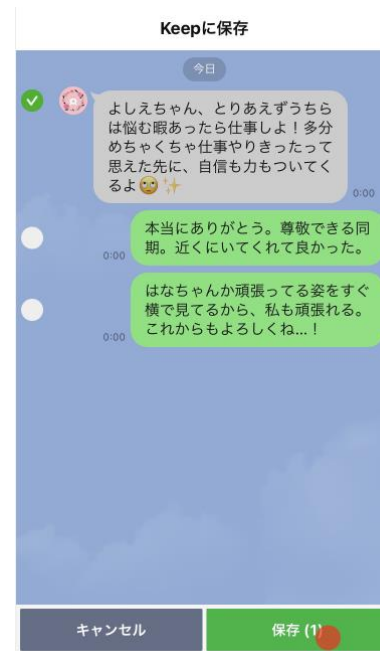 Keepに保存
今日
よしえちゃん、とりあえずうちら
は悩む暇あったら仕事しよ！多分
めちゃくちゃ仕事やりきったって
思えた先に、自信も力もついてく
るよ🥺✨
0:00
本当にありがとう。尊敬できる同
期。近くにいてくれて良かった。
0:00
はなちゃんか頑張ってる姿をすぐ
横で見てるから、私も頑張れる。
これからもよろしくね...！
0:00
キャンセル
保存 (1)